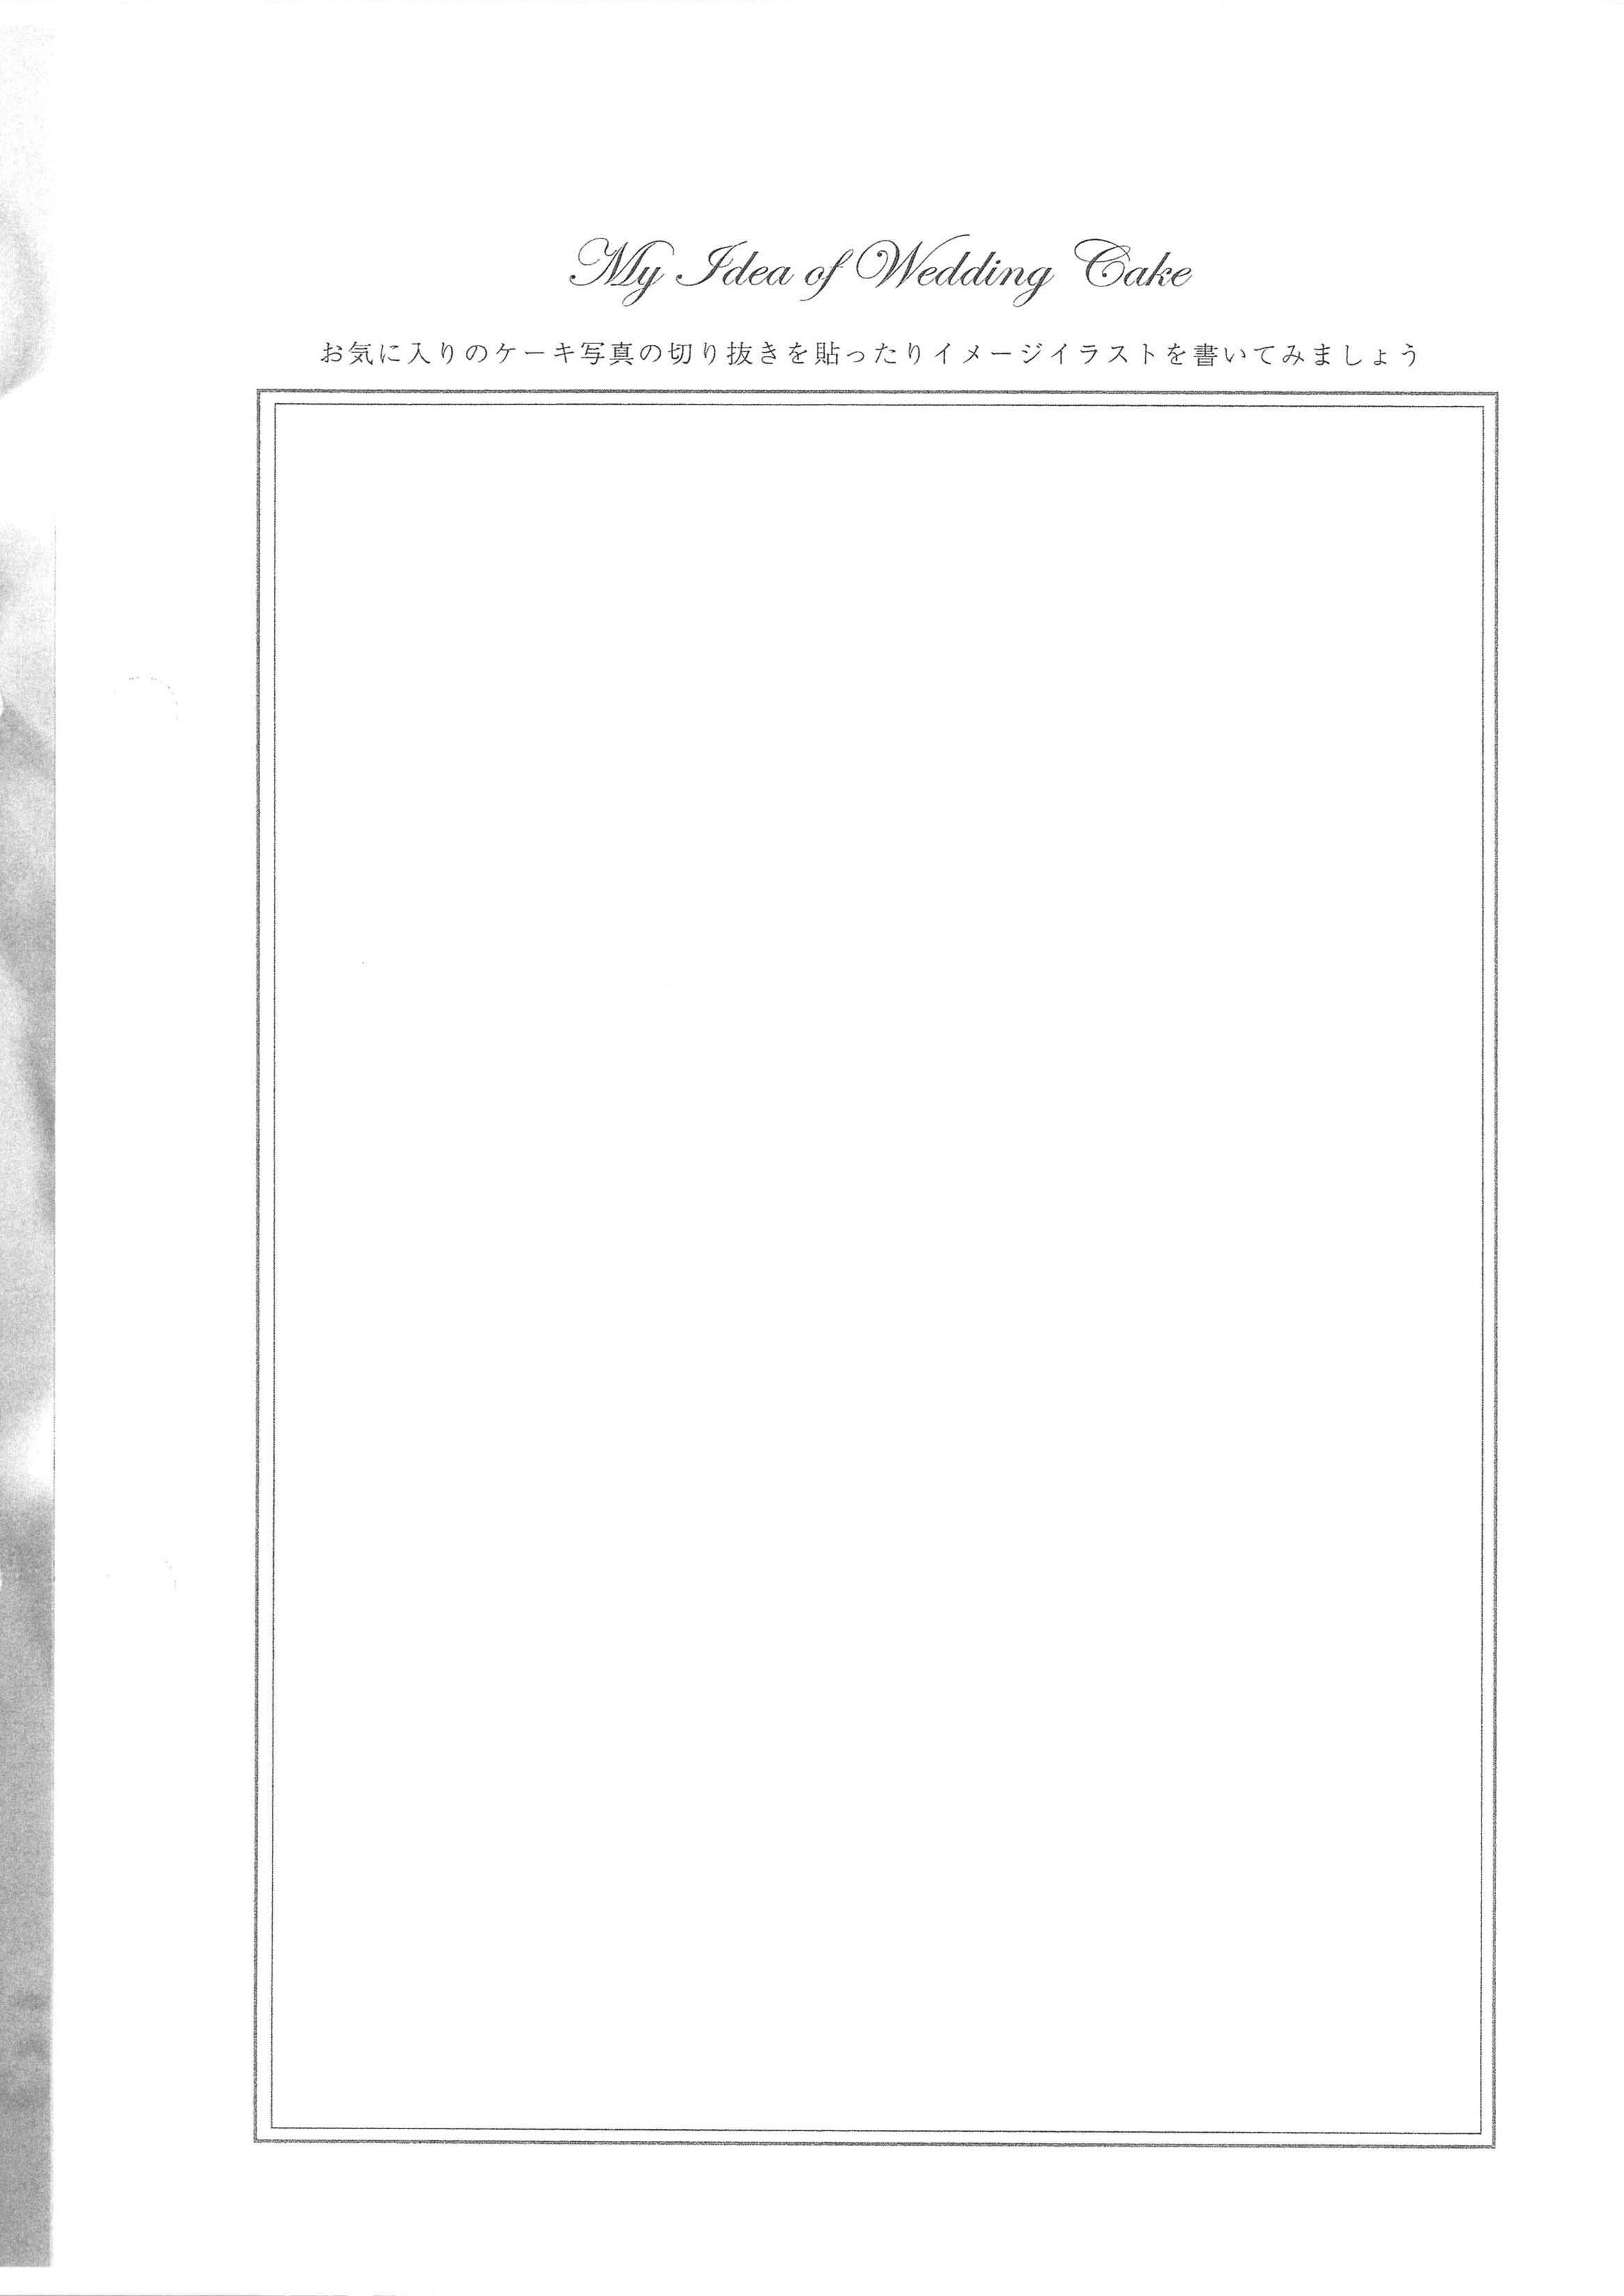 My Idea of Wedding Cake
お気に入りのケーキ写真の切り抜きを貼ったりイメージイラストを書いてみましょう